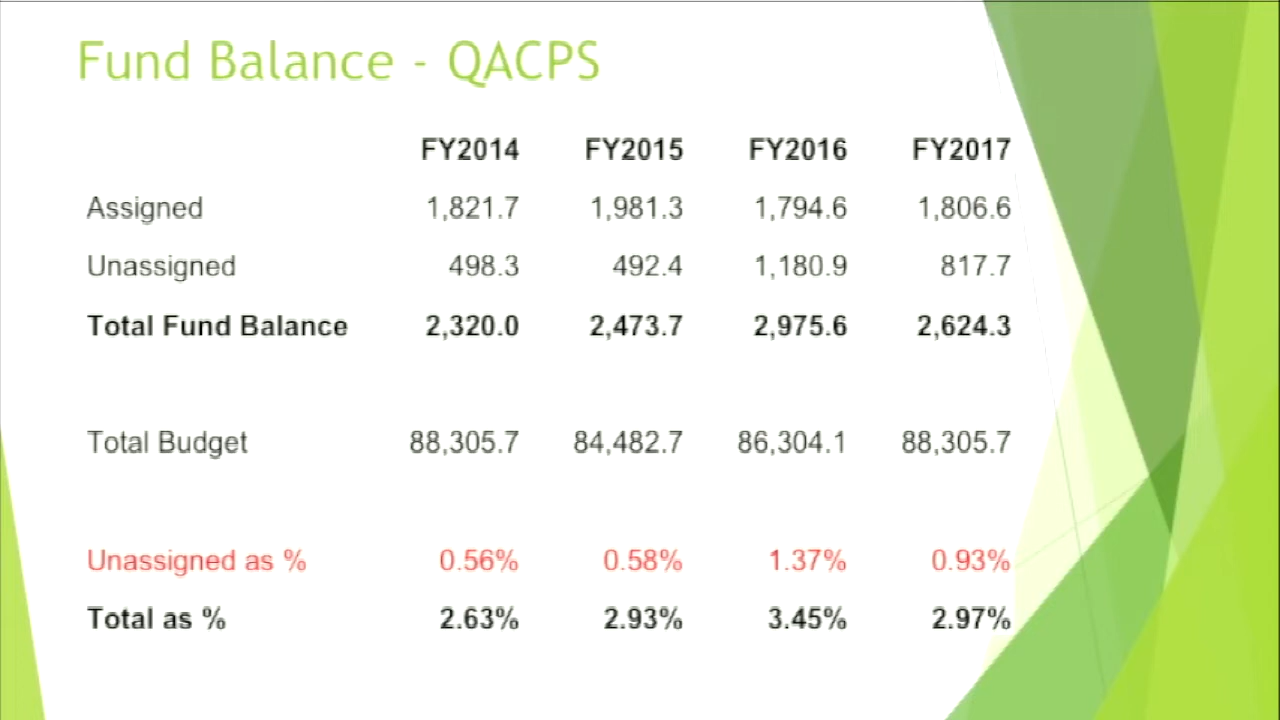 Fund Balance - QACPS
FY2014 FY2015 FY2016 FY2017
Assigned 1,821.7 1,981.3 1,794.6 1,806.6
Unassigned 498.3 492.4 1,180.9 817.7
Total Fund Balance 2,320.0 2,473.7 2,975.6 2,624.3
Total Budget 88,305.7 84,482.7 86,304.1 88,305.7
Unassigned as % 0.56% 0.58% 1.37% 0.93%
Total as % 2.63% 2.93% 3.45% 2.97%